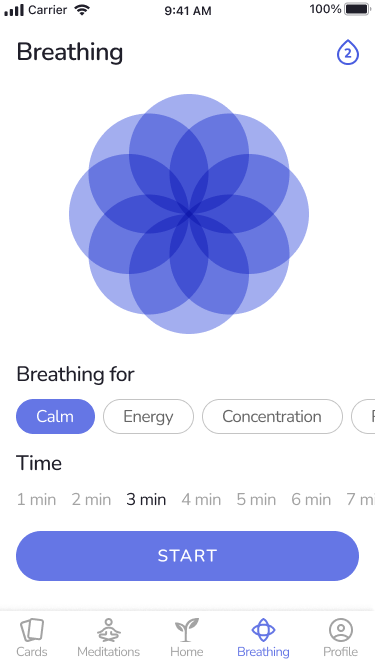 Carrier 9:41 AM 100%
Breathing 2
Breathing for
Calm Energy Concentration
Time
1 min 2 min 3 min 4 min 5 min 6 min 7 m
START
Cards Meditations Home Breathing Profile